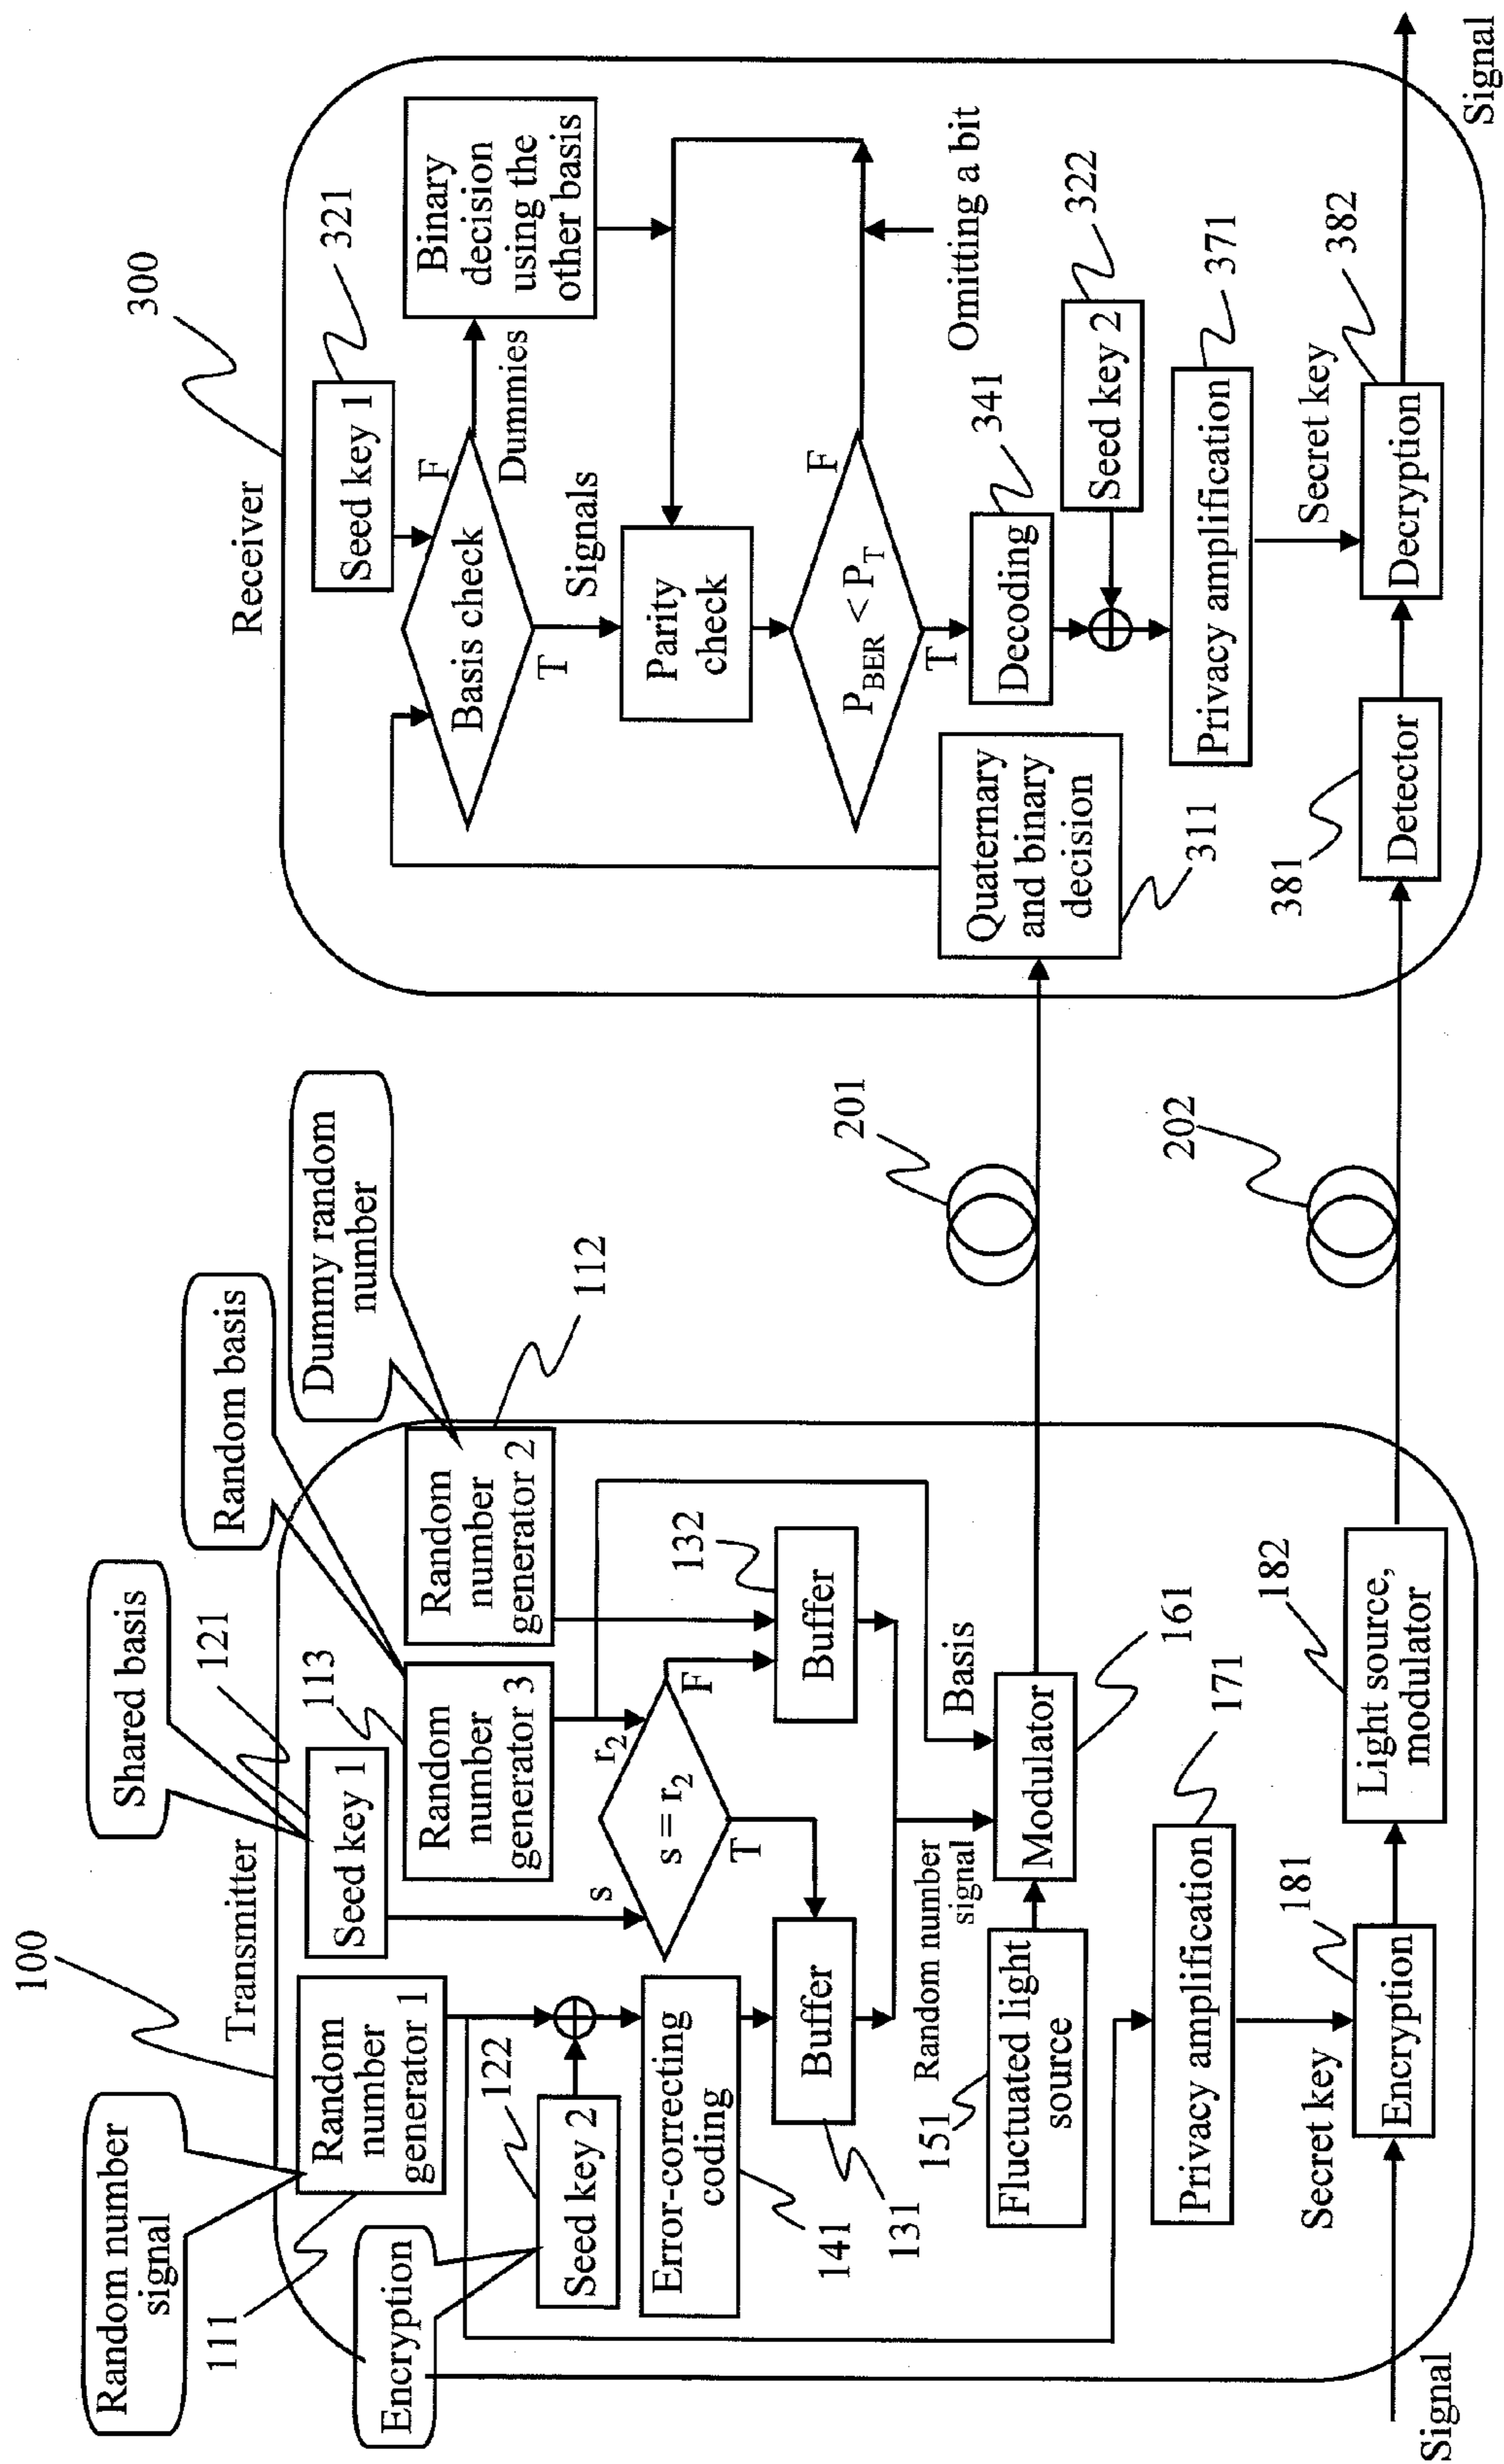 100
Transmitter
Random number
signal
111
Random
number
generator 1
Encryption
Seed key 2
122
Error-correcting
coding
141
Buffer
131
Shared basis
121
Seed key 1
113
Random basis
Random
number
generator 3
Dummy random
number
Random
number
generator 2
112
s
r2
s = r2
T
F
Buffer
132
Random number
signal
Basis
151
Fluctuated light
source
Modulator
161
Privacy amplification
171
Secret key
Signal
Encryption
181
Light source,
modulator
182
201
202
300
Receiver
Seed key 1
321
Basis check
F
T
Dummies
Binary
decision
using the
other basis
Signals
Parity
check
PBER < PT
F
T
Omitting a bit
Decoding
341
Seed key 2
322
Quaternary
and binary
decision
311
Privacy amplification
371
Secret key
381
Detector
Decryption
382
Signal